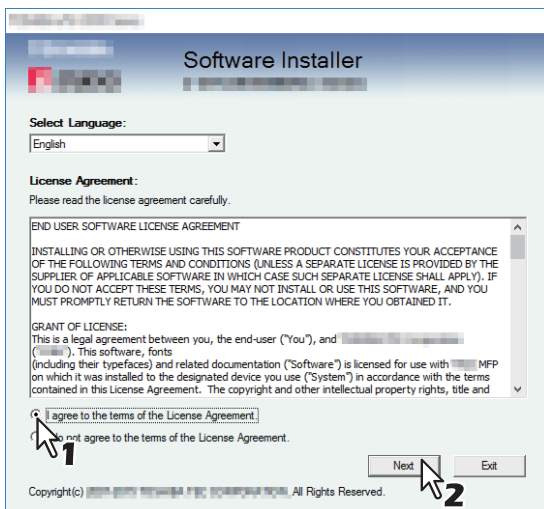 Software Installer
Select Language:
English
License Agreement:
Please read the license agreement carefully.
END USER SOFTWARE LICENSE AGREEMENT
INSTALLING OR OTHERWISE USING THIS SOFTWARE PRODUCT CONSTITUTES YOUR ACCEPTANCE
OF THE FOLLOWING TERMS AND CONDITIONS (UNLESS A SEPARATE LICENSE IS PROVIDED BY THE
SUPPLIER OF APPLICABLE SOFTWARE IN WHICH CASE SUCH SEPARATE LICENSE SHALL APPLY). IF
YOU DO NOT ACCEPT THESE TERMS, YOU MAY NOT INSTALL OR USE THIS SOFTWARE, AND YOU
MUST PROMPTLY RETURN THE SOFTWARE TO THE LOCATION WHERE YOU OBTAINED IT.
GRANT OF LICENSE:
This is a legal agreement between you, the end-user ("You"), and
("          "). This software, fonts
(including their typefaces) and related documentation ("Software") is licensed for use with MFP
on which it was installed to the designated device you use ("System") in accordance with the terms
contained in this License Agreement. The copyright and other intellectual property rights, title and
I agree to the terms of the License Agreement.
do not agree to the terms of the License Agreement.
1
Next Exit
2
Copyright(c) All Rights Reserved.